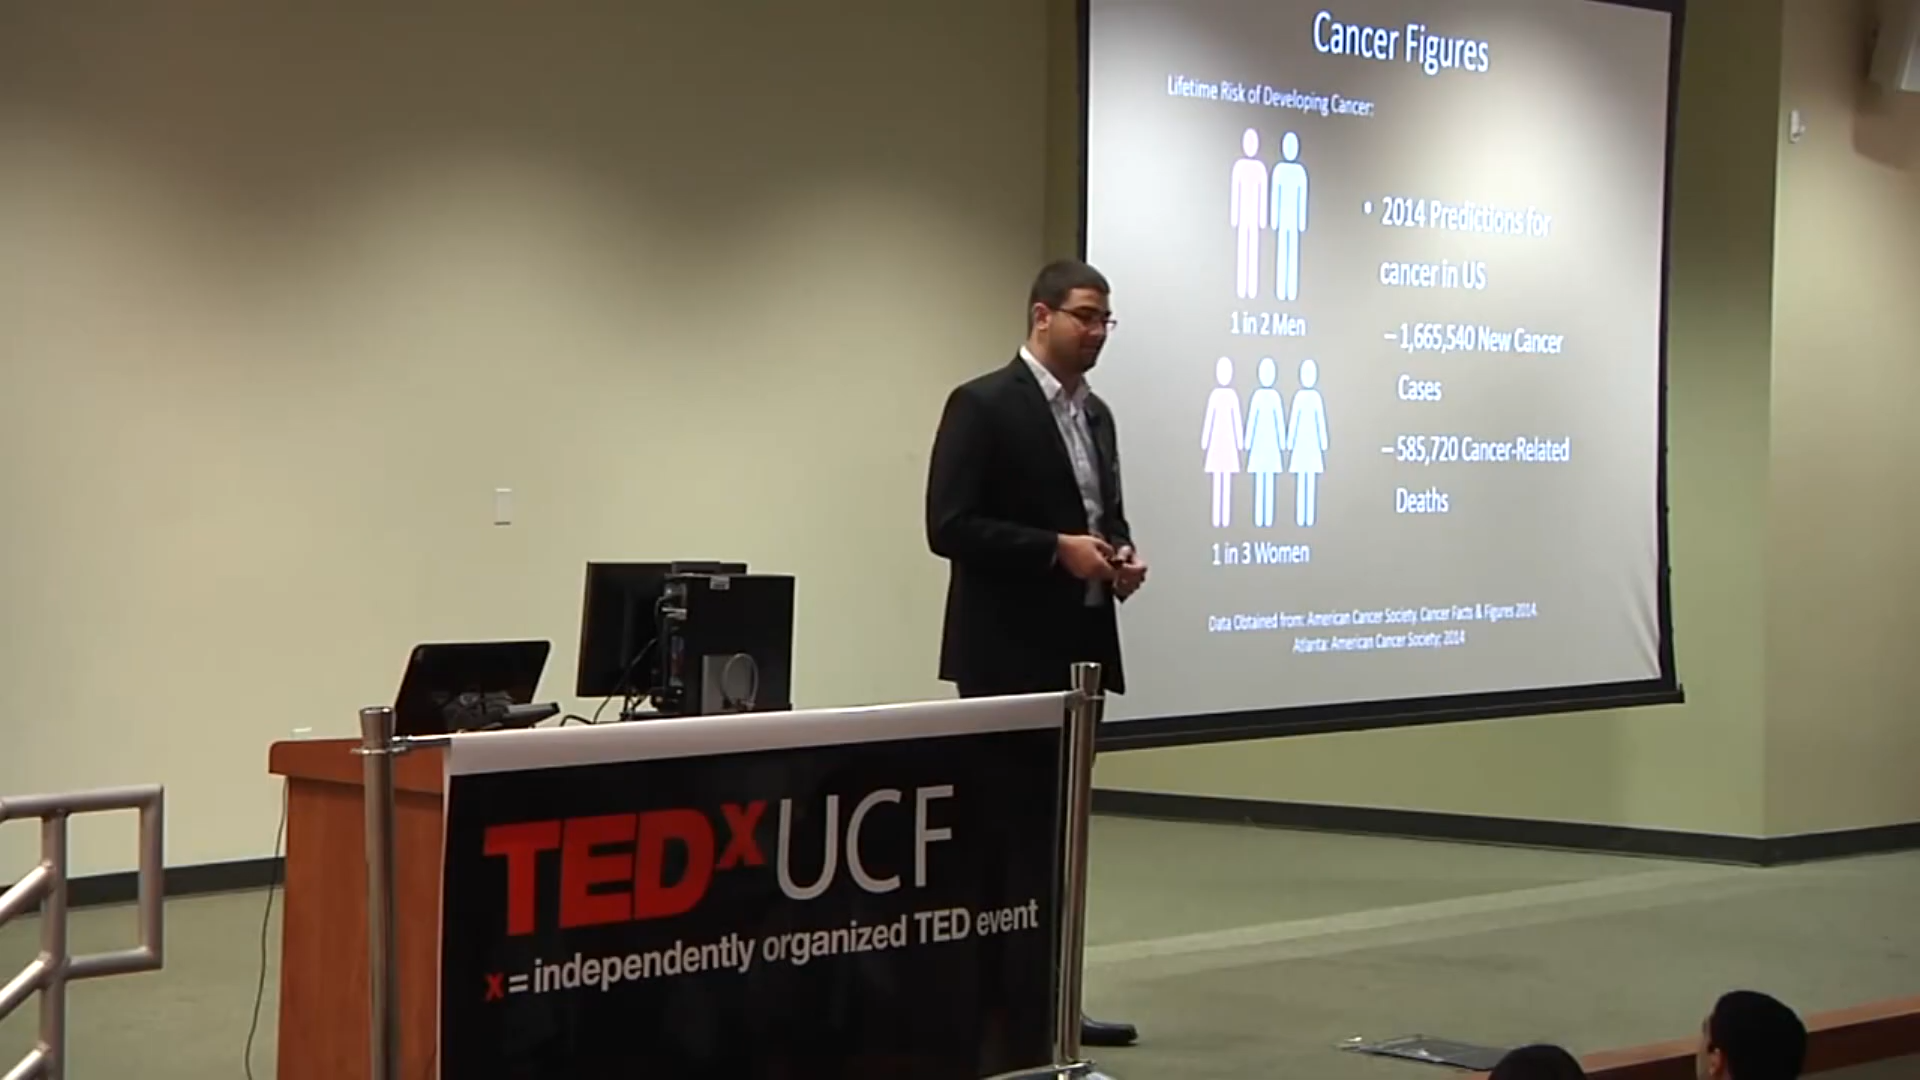 Cancer Figures
Lifetime Risk of Developing Cancer:
1 in 2 Men
1 in 3 Women
• 2014 Predictions for
cancer in US
– 1,665,540 New Cancer
Cases
– 585,720 Cancer-Related
Deaths
Data Obtained from: American Cancer Society. Cancer Facts & Figures 2014.
Atlanta: American Cancer Society; 2014
TEDxUCF
x = independently organized TED event